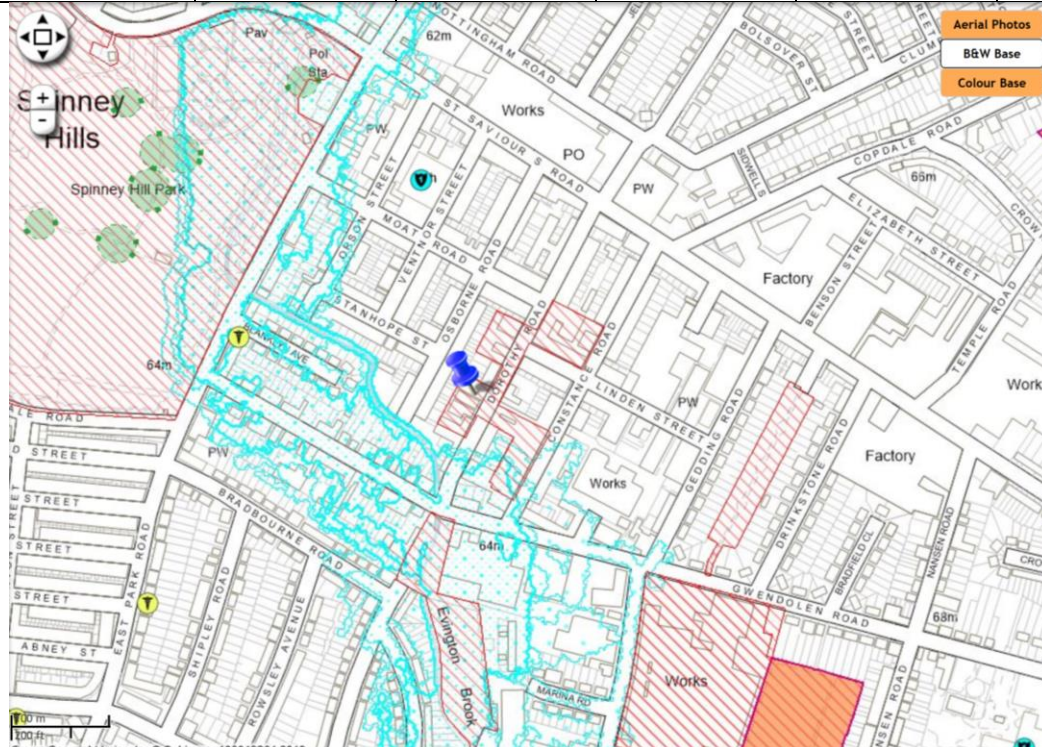 Aerial Photos
B&W Base
Colour Base
+
-
Spinney
Hills
Spinney Hill Park
Pav
Pol
Sta
62m
NOTTINGHAM ROAD
BOLSOVER ST
Works
ST SAVIOUR S ROAD
PO
PW
PW
SIDWELL S
COPDALE ROAD
66m
ELIZABETH STREET
ORSON STREET
VENTNOR STREET
MOAT ROAD
OSBORNE ROAD
STANHOPE ST
Factory
BENSON STREET
TEMPLE ROAD
DOROTHY ROAD
CONSTANCE ROAD
LINDEN STREET
PW
GEDDING ROAD
DRINKSTONE ROAD
Factory
Works
64m
PW
BRADBOURNE ROAD
64m
GWENDOLEN ROAD
BRADFIELD CL
NANSEN ROAD
68m
STREET
STREET
STREET
STREET
ABNEY ST
EAST PARK ROAD
SHIPLEY ROAD
ROWSLEY AVENUE
Evington
Brook
MARINA RD
Works
200 ft